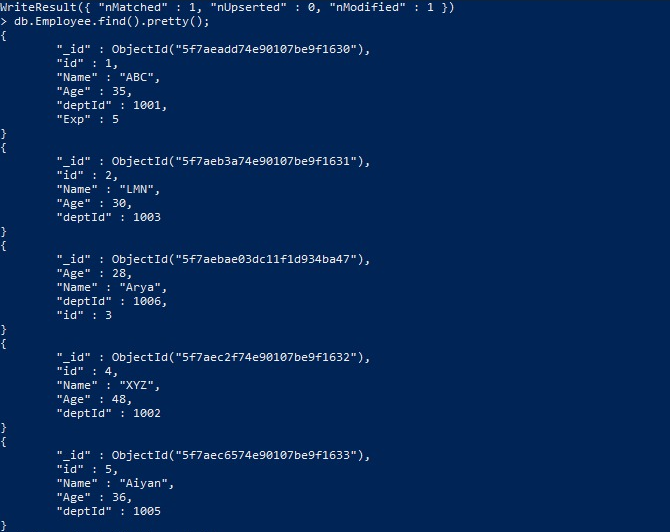 WriteResult({ "nMatched" : 1, "nUpserted" : 0, "nModified" : 1 })
> db.Employee.find().pretty();
{
        "_id" : ObjectId("5f7aeadd74e90107be9f1630"),
        "id" : 1,
        "Name" : "ABC",
        "Age" : 35,
        "deptId" : 1001,
        "Exp" : 5
}
{
        "_id" : ObjectId("5f7aeb3a74e90107be9f1631"),
        "id" : 2,
        "Name" : "LMN",
        "Age" : 30,
        "deptId" : 1003
}
{
        "_id" : ObjectId("5f7aebae03dc11f1d934ba47"),
        "Age" : 28,
        "Name" : "Arya",
        "deptId" : 1006,
        "id" : 3
}
{
        "_id" : ObjectId("5f7aec2f74e90107be9f1632"),
        "id" : 4,
        "Name" : "XYZ",
        "Age" : 48,
        "deptId" : 1002
}
{
        "_id" : ObjectId("5f7aec6574e90107be9f1633"),
        "id" : 5,
        "Name" : "Aiyan",
        "Age" : 36,
        "deptId" : 1005
}